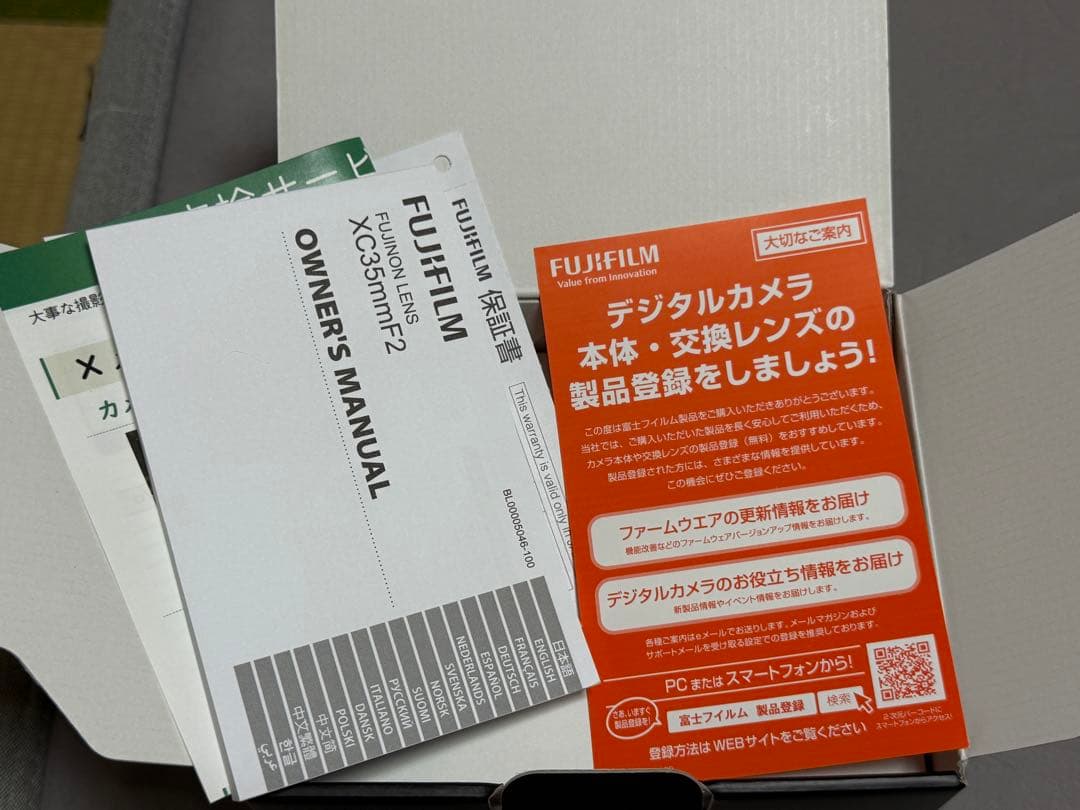 大事な撮影
×
カ
FUJIFILM 保証書
This warranty is valid only in
FUJIFILM
FUJINON LENS
XC35mmF2
OWNER'S MANUAL
BL00005046-100
日本語
ENGLISH
FRANÇAIS
DEUTSCH
ESPAÑOL
NEDERLANDS
SVENSKA
NORSK
SUOMI
РУССКИЙ
ITALIANO
DANSK
POLSKI
中文简
中文繁體
한글
عربي
FUJIFILM
Value from Innovation
大切なご案内
デジタルカメラ
本体・交換レンズの
製品登録をしましょう!
この度は富士フイルム製品をご購入いただきありがとうございます。
当社では、ご購入いただいた製品を長く安心してご利用いただくため、
カメラ本体や交換レンズの製品登録(無料)をおすすめしています。
製品登録された方には、さまざまな情報を提供しています。
この機会にぜひご登録ください。
ファームウエアの更新情報をお届け
機能改善などのファームウェアバージョンアップ情報をお届けします。
デジタルカメラのお役立ち情報をお届け
新製品情報やイベント情報をお届けします。
各種ご案内はeメールでお送りします。メールマガジンおよび
サポートメールを受け取る設定での登録を推奨しております。
PCまたはスマートフォンから!
さあ、いますぐ
製品登録を!
富士フイルム 製品登録
検索
2次元バーコードに
スマートフォンからアクセス!
登録方法はWEBサイトをご覧ください